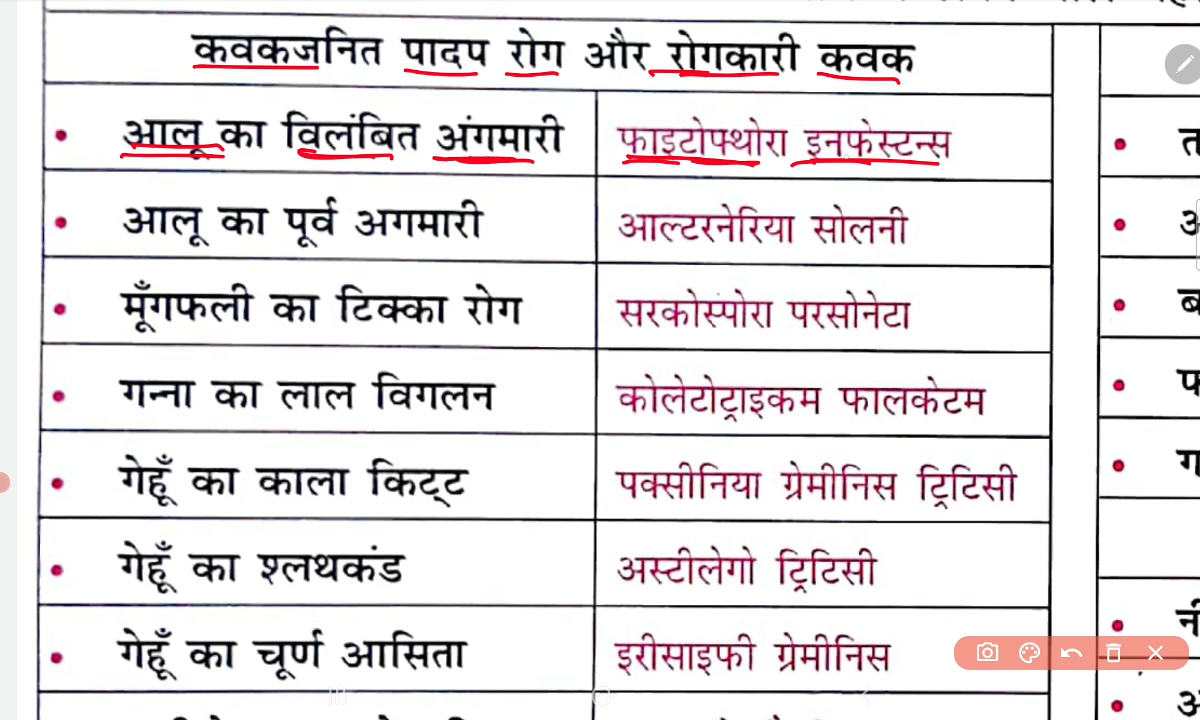 कवकजनित पादप रोग और रोगकारी कवक
• आलू का विलंबित अंगमारी फाइटोफ्थोरा इनफेस्टन्स
• आलू का पूर्व अगमारी आल्टरनेरिया सोलनी
• मूँगफली का टिक्का रोग सरकोस्पोरा परसोनेटा
• गन्ना का लाल विगलन कोलेटोट्राइकम फालकेटम
• गेहूँ का काला किट्ट पक्सीनिया ग्रेमीनिस ट्रिटिसी
• गेहूँ का श्लथकंड अस्टीलेगो ट्रिटिसी
• गेहूँ का चूर्ण आसिता इरीसाइफी ग्रेमीनिस